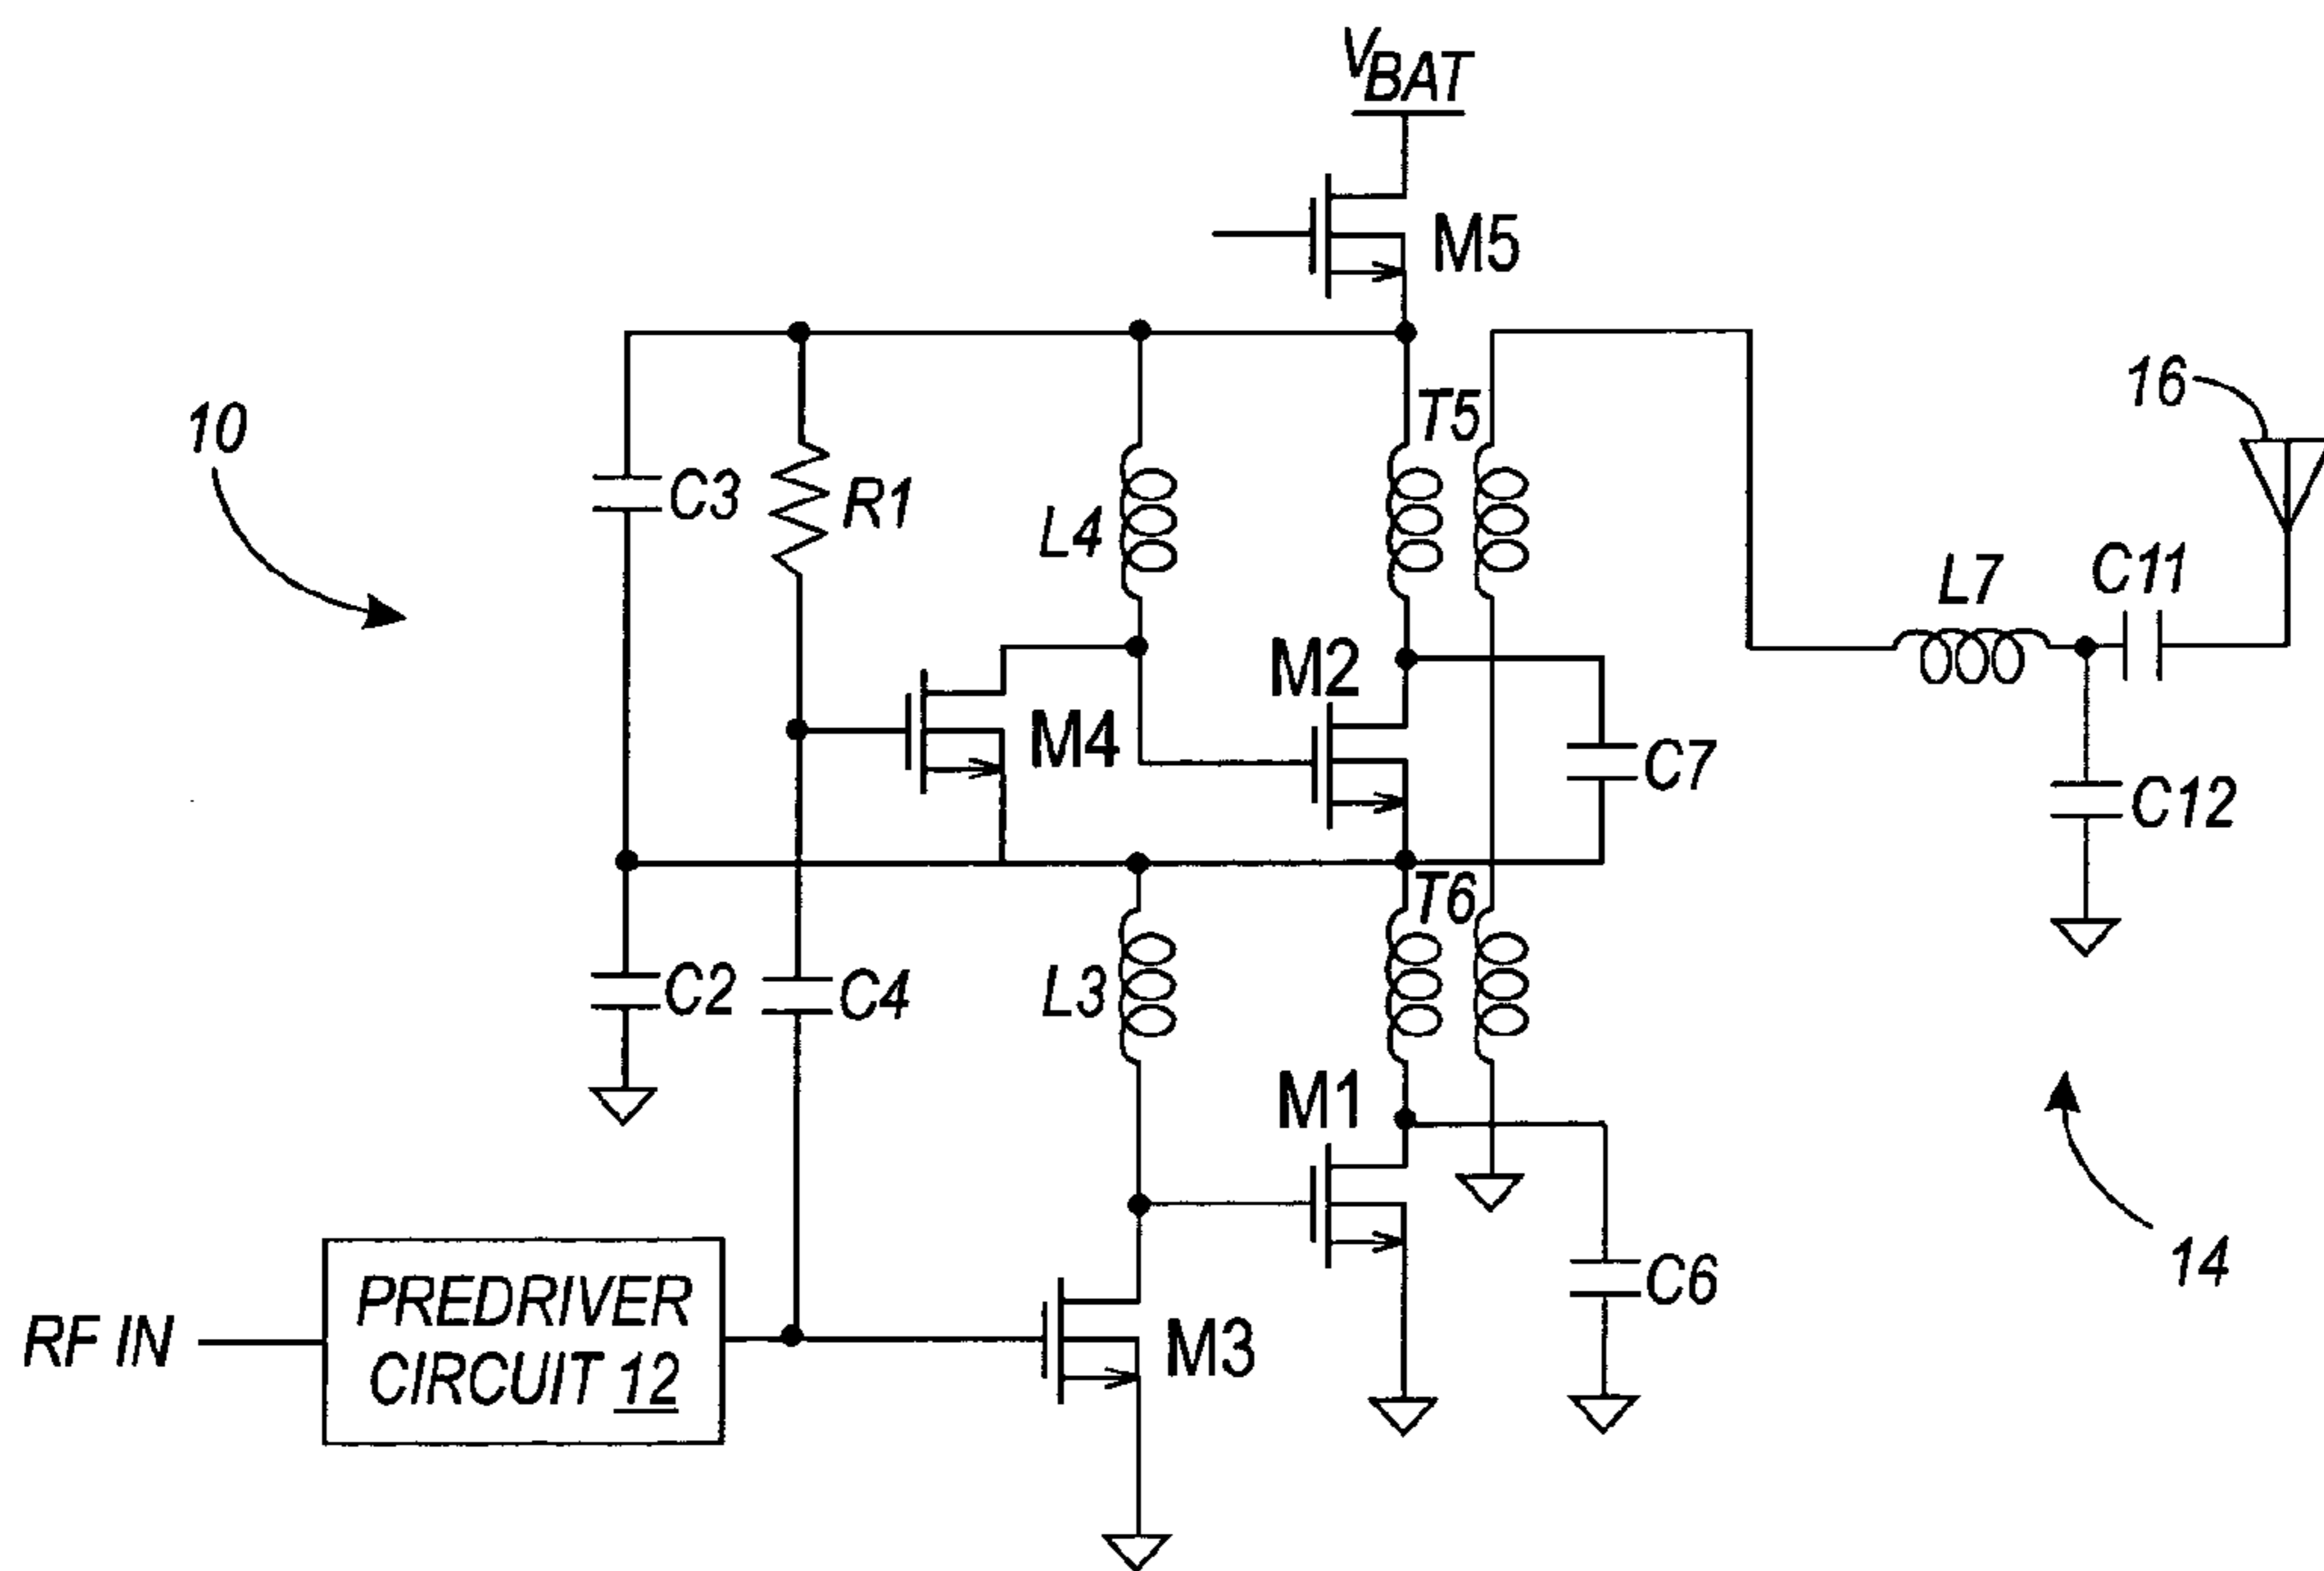 VBAT
M5
10
C3
R1
L4
T5
16
L7
C11
M4
M2
C7
C12
C2
C4
L3
T6
M1
C6
14
RF IN
PREDRIVER
CIRCUIT 12
M3